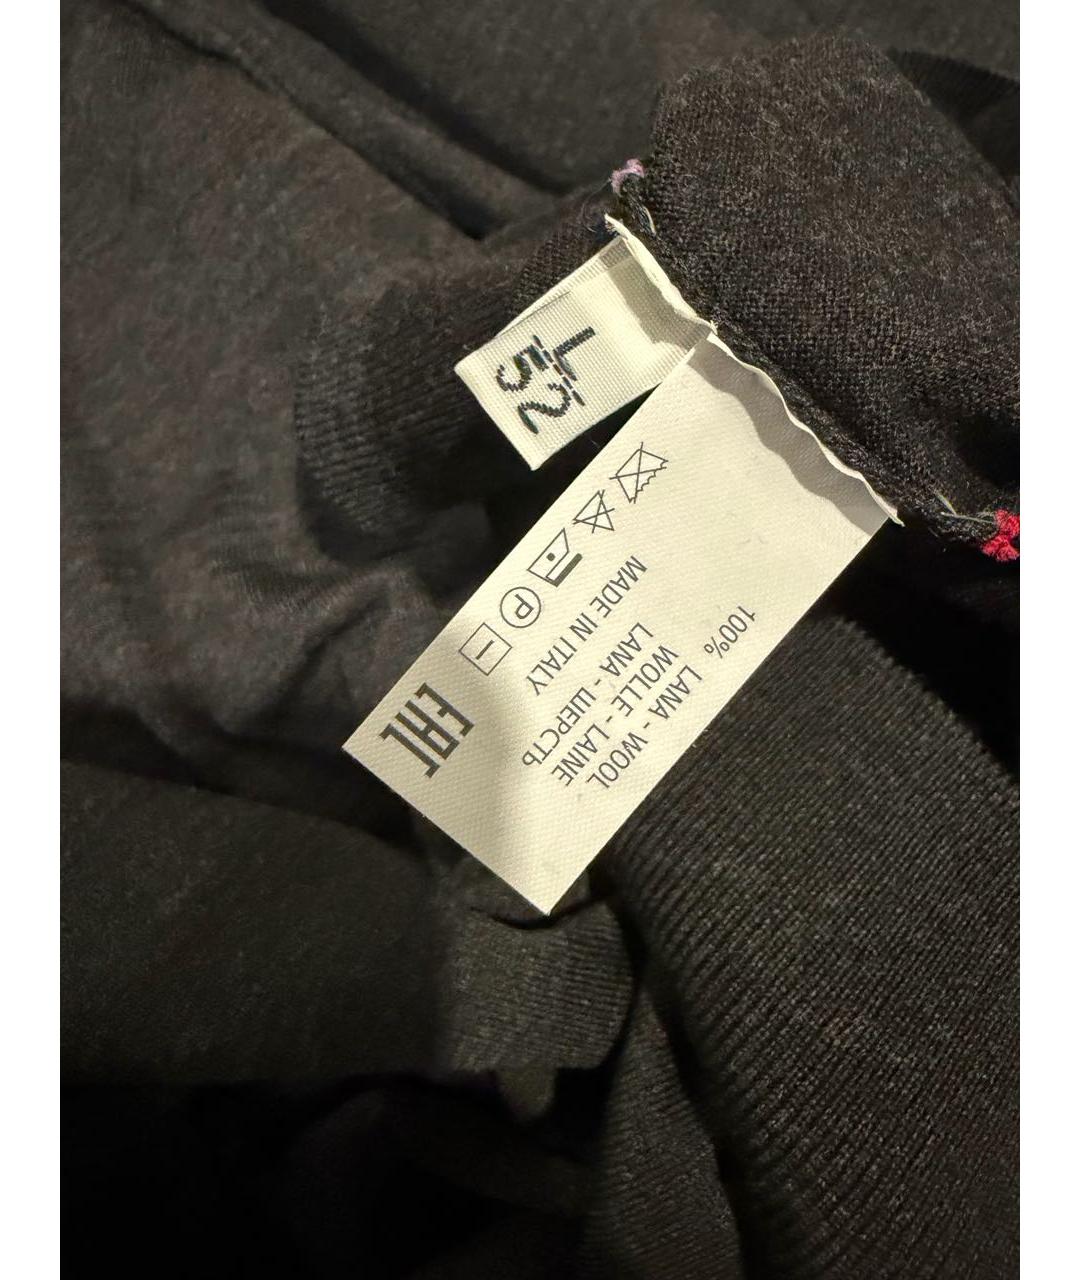 L
52
100% LANA - WOOL
WOLLE - LAINE
LANA - ШЕРСТЬ
MADE IN ITALY
P
EAC